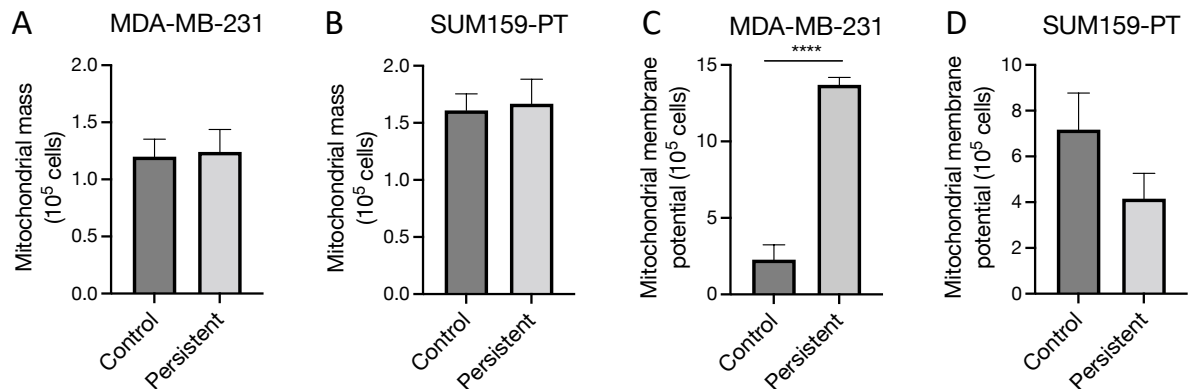 A
MDA-MB-231
Mitochondrial mass
(10⁵ cells)
2.0
1.5
1.0
0.5
0.0
Control
Persistent
B
SUM159-PT
Mitochondrial mass
(10⁵ cells)
2.0
1.5
1.0
0.5
0.0
Control
Persistent
C
MDA-MB-231
Mitochondrial membrane
potential (10⁵ cells)
15
10
5
0
****
Control
Persistent
D
SUM159-PT
Mitochondrial membrane
potential (10⁵ cells)
10
8
6
4
2
0
Control
Persistent